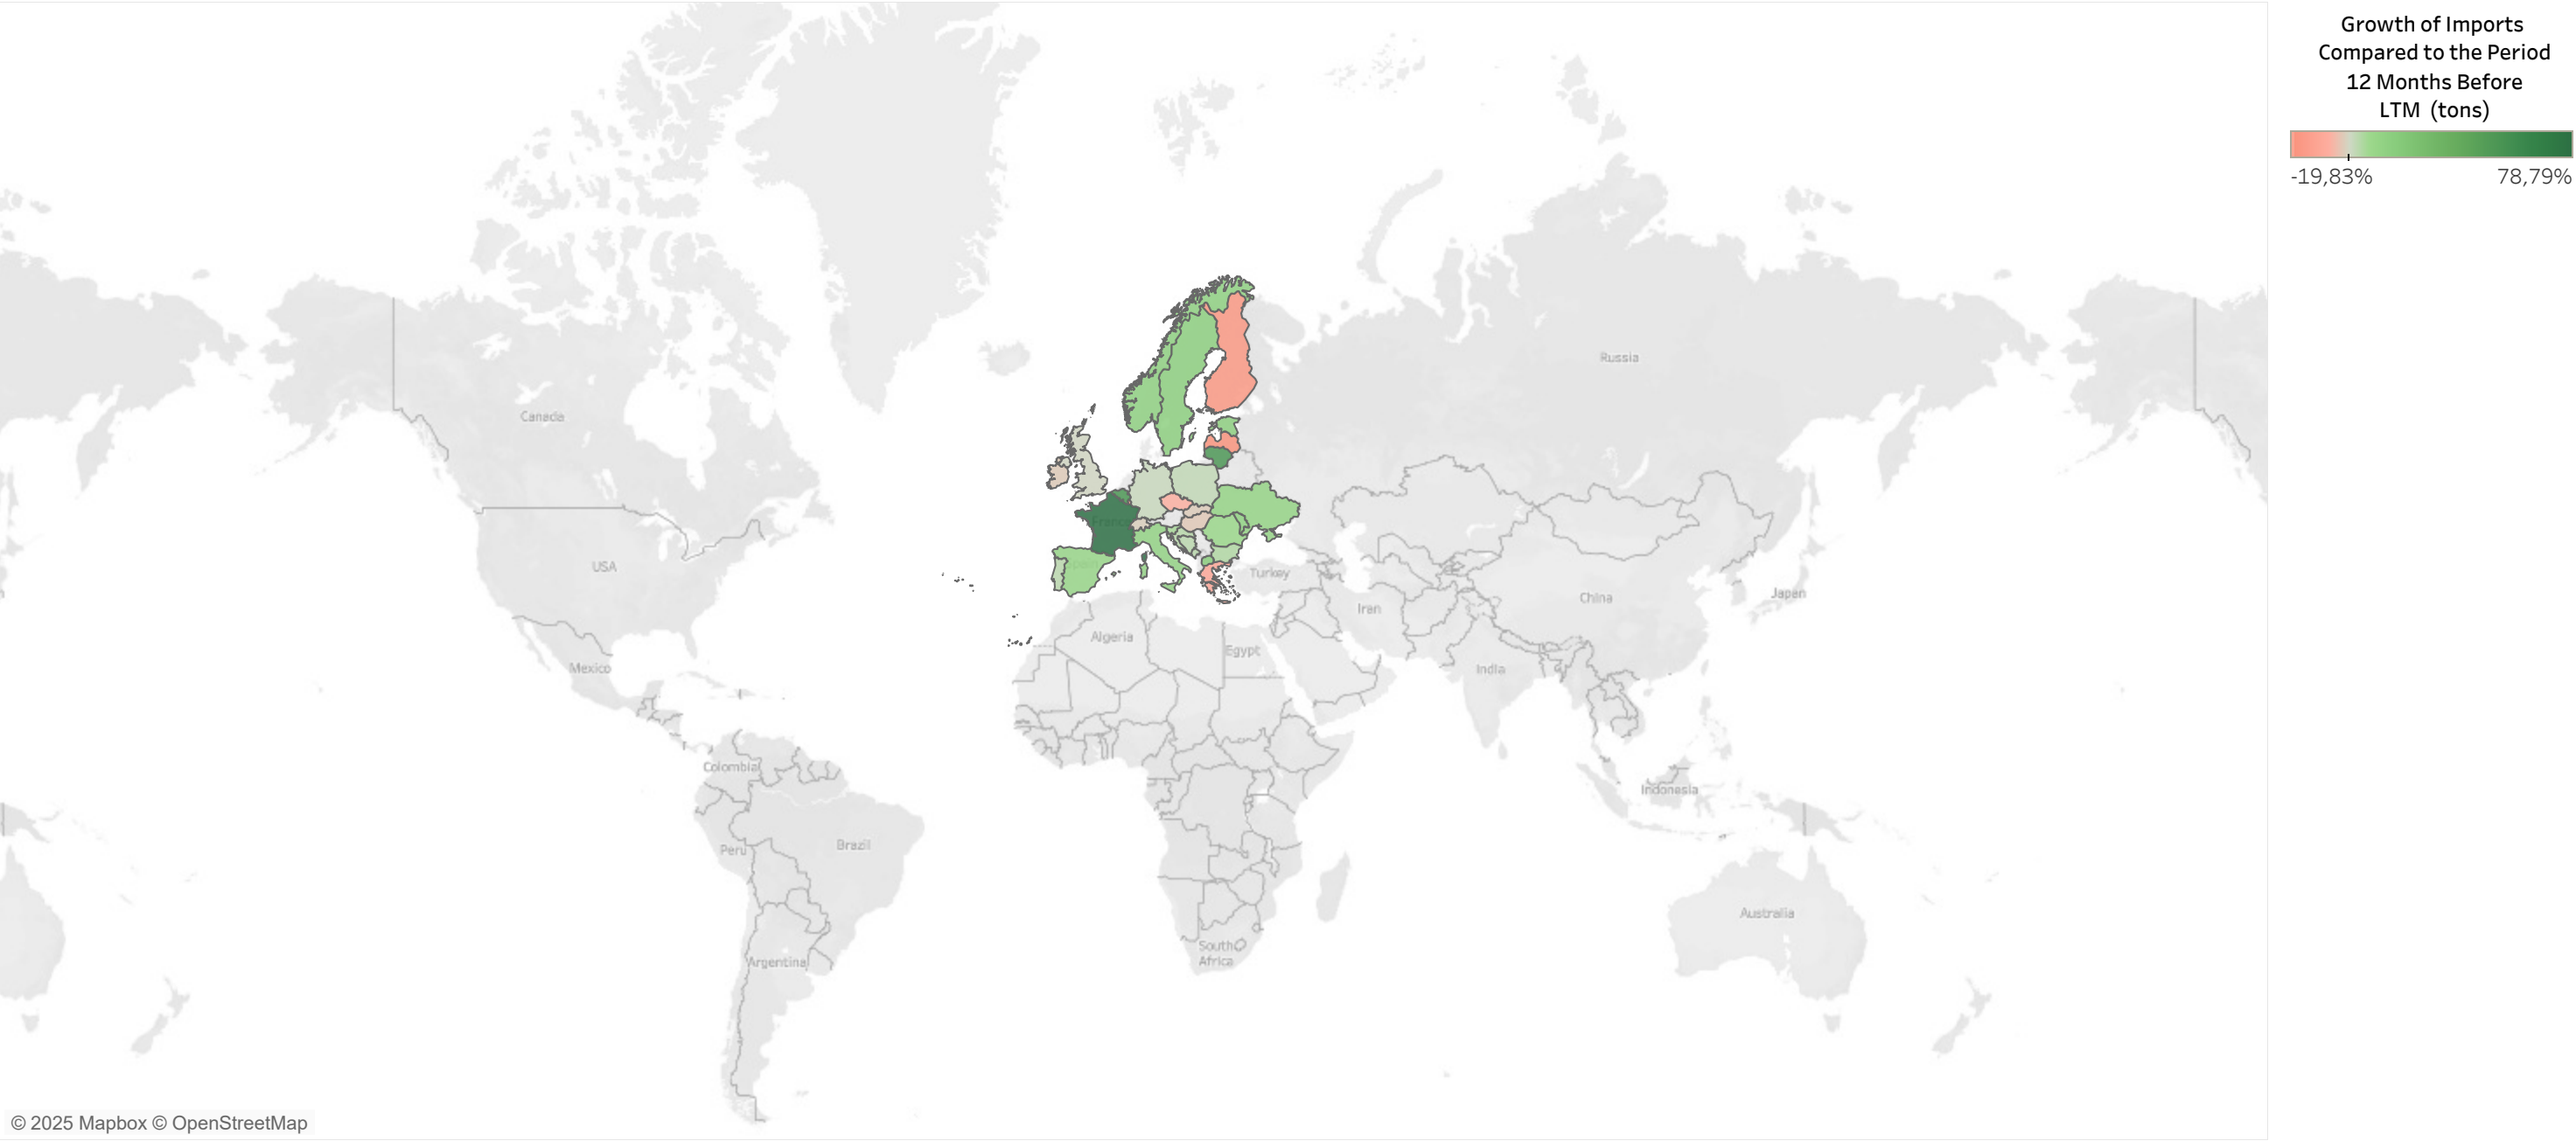 Growth of Imports
Compared to the Period
12 Months Before
LTM (tons)
-19,83% 78,79%
Russia
Canada
France
USA
Spain
Turkey
China
Japan
Iran
Algeria
Egypt
Mexico
India
Colombia
Indonesia
Peru
Brazil
Australia
South
Africa
Argentina
© 2025 Mapbox © OpenStreetMap